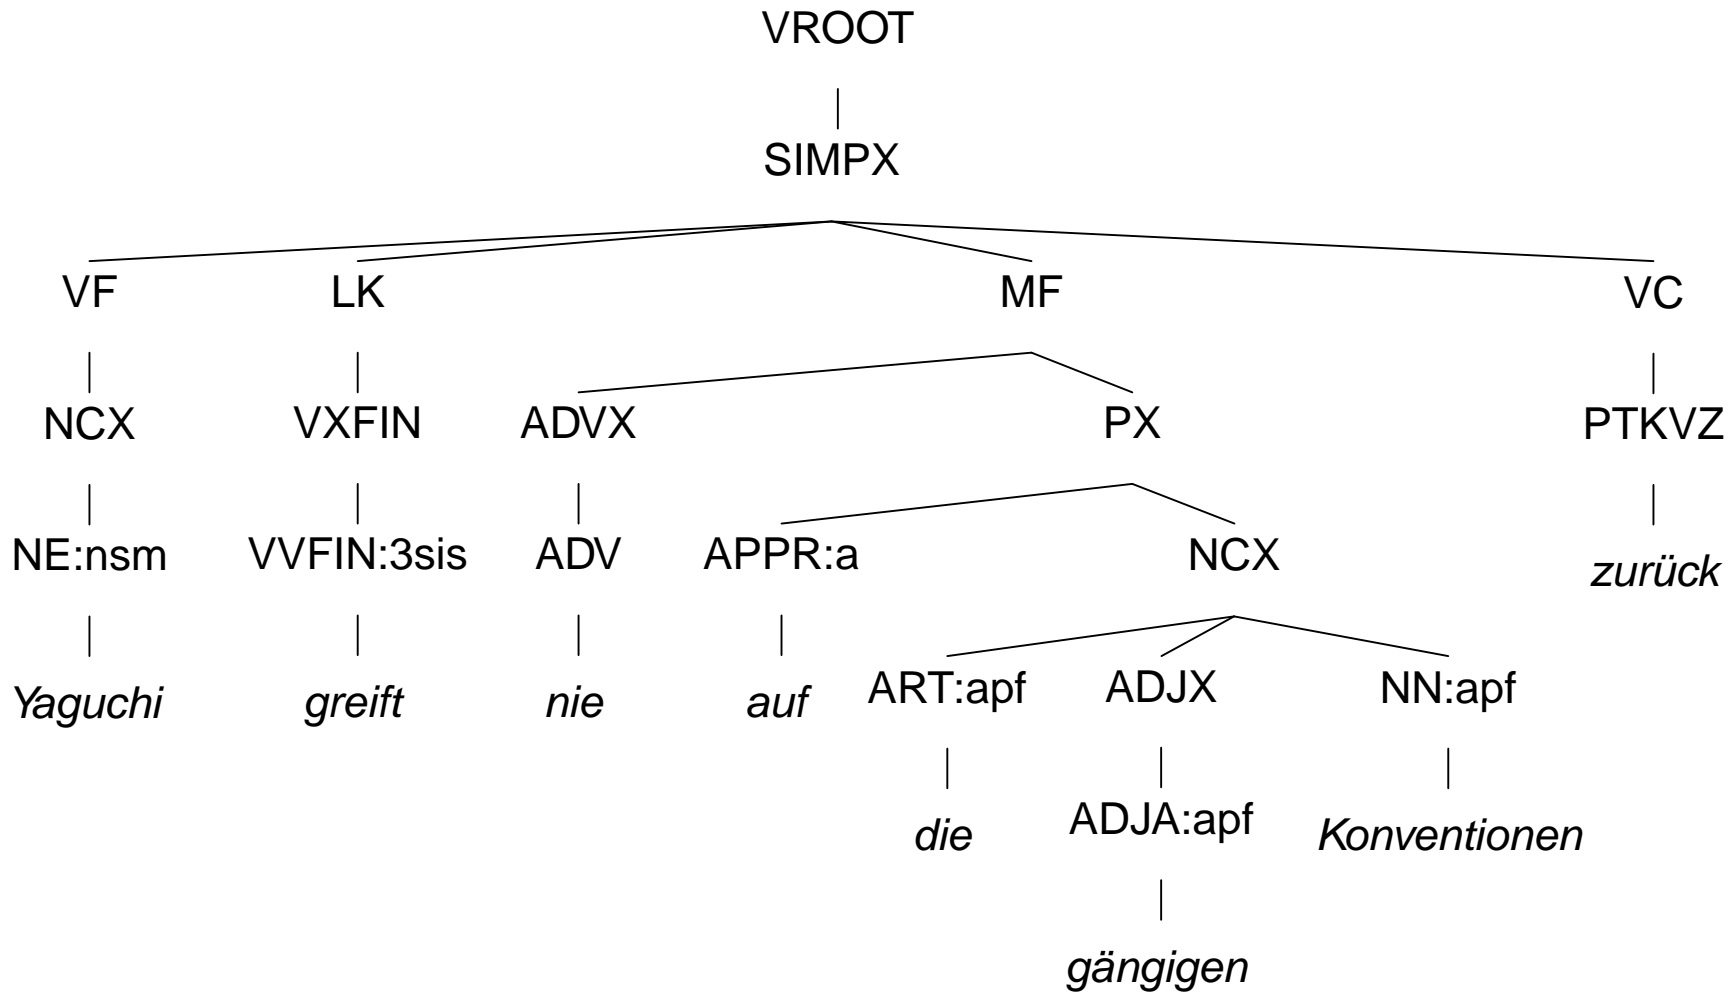 VROOT
SIMPX
VF LK MF VC
NCX VXFIN ADVX PX PTKVZ
NE:nsm VVFIN:3sis ADV APPR:a NCX zurück
Yaguchi greift nie auf ART:apf ADJX NN:apf
die ADJA:apf Konventionen
gängigen